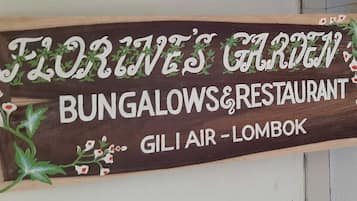 FLORINE'S GARDEN
BUNGALOWS & RESTAURANT
GILI AIR - LOMBOK